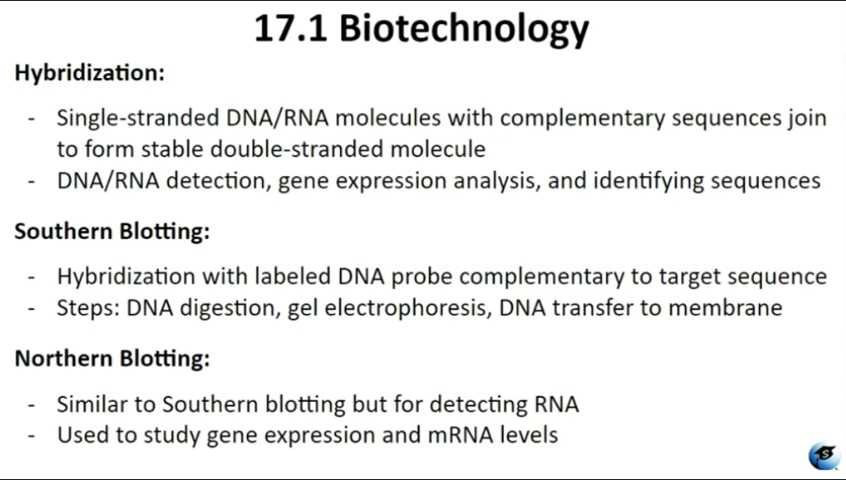 17.1 Biotechnology
Hybridization:
- Single-stranded DNA/RNA molecules with complementary sequences join
to form stable double-stranded molecule
- DNA/RNA detection, gene expression analysis, and identifying sequences
Southern Blotting:
- Hybridization with labeled DNA probe complementary to target sequence
- Steps: DNA digestion, gel electrophoresis, DNA transfer to membrane
Northern Blotting:
- Similar to Southern blotting but for detecting RNA
- Used to study gene expression and mRNA levels
S